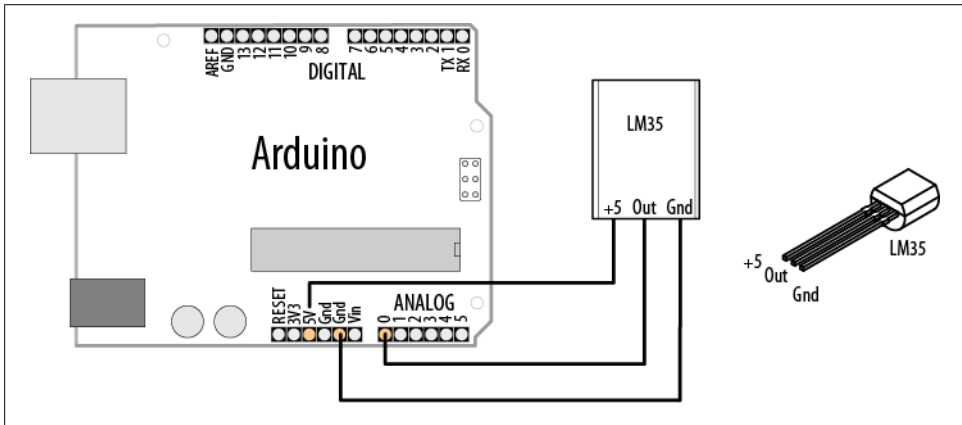 AREF
GND
13
12
11
10
9
8
7
6
5
4
3
2
TX 1
RX 0
DIGITAL
Arduino
LM35
+5 Out Gnd
LM35
+5
Out
Gnd
ANALOG
RESET
3V3
5V
Gnd
Gnd
Vin
0
1
2
3
4
5